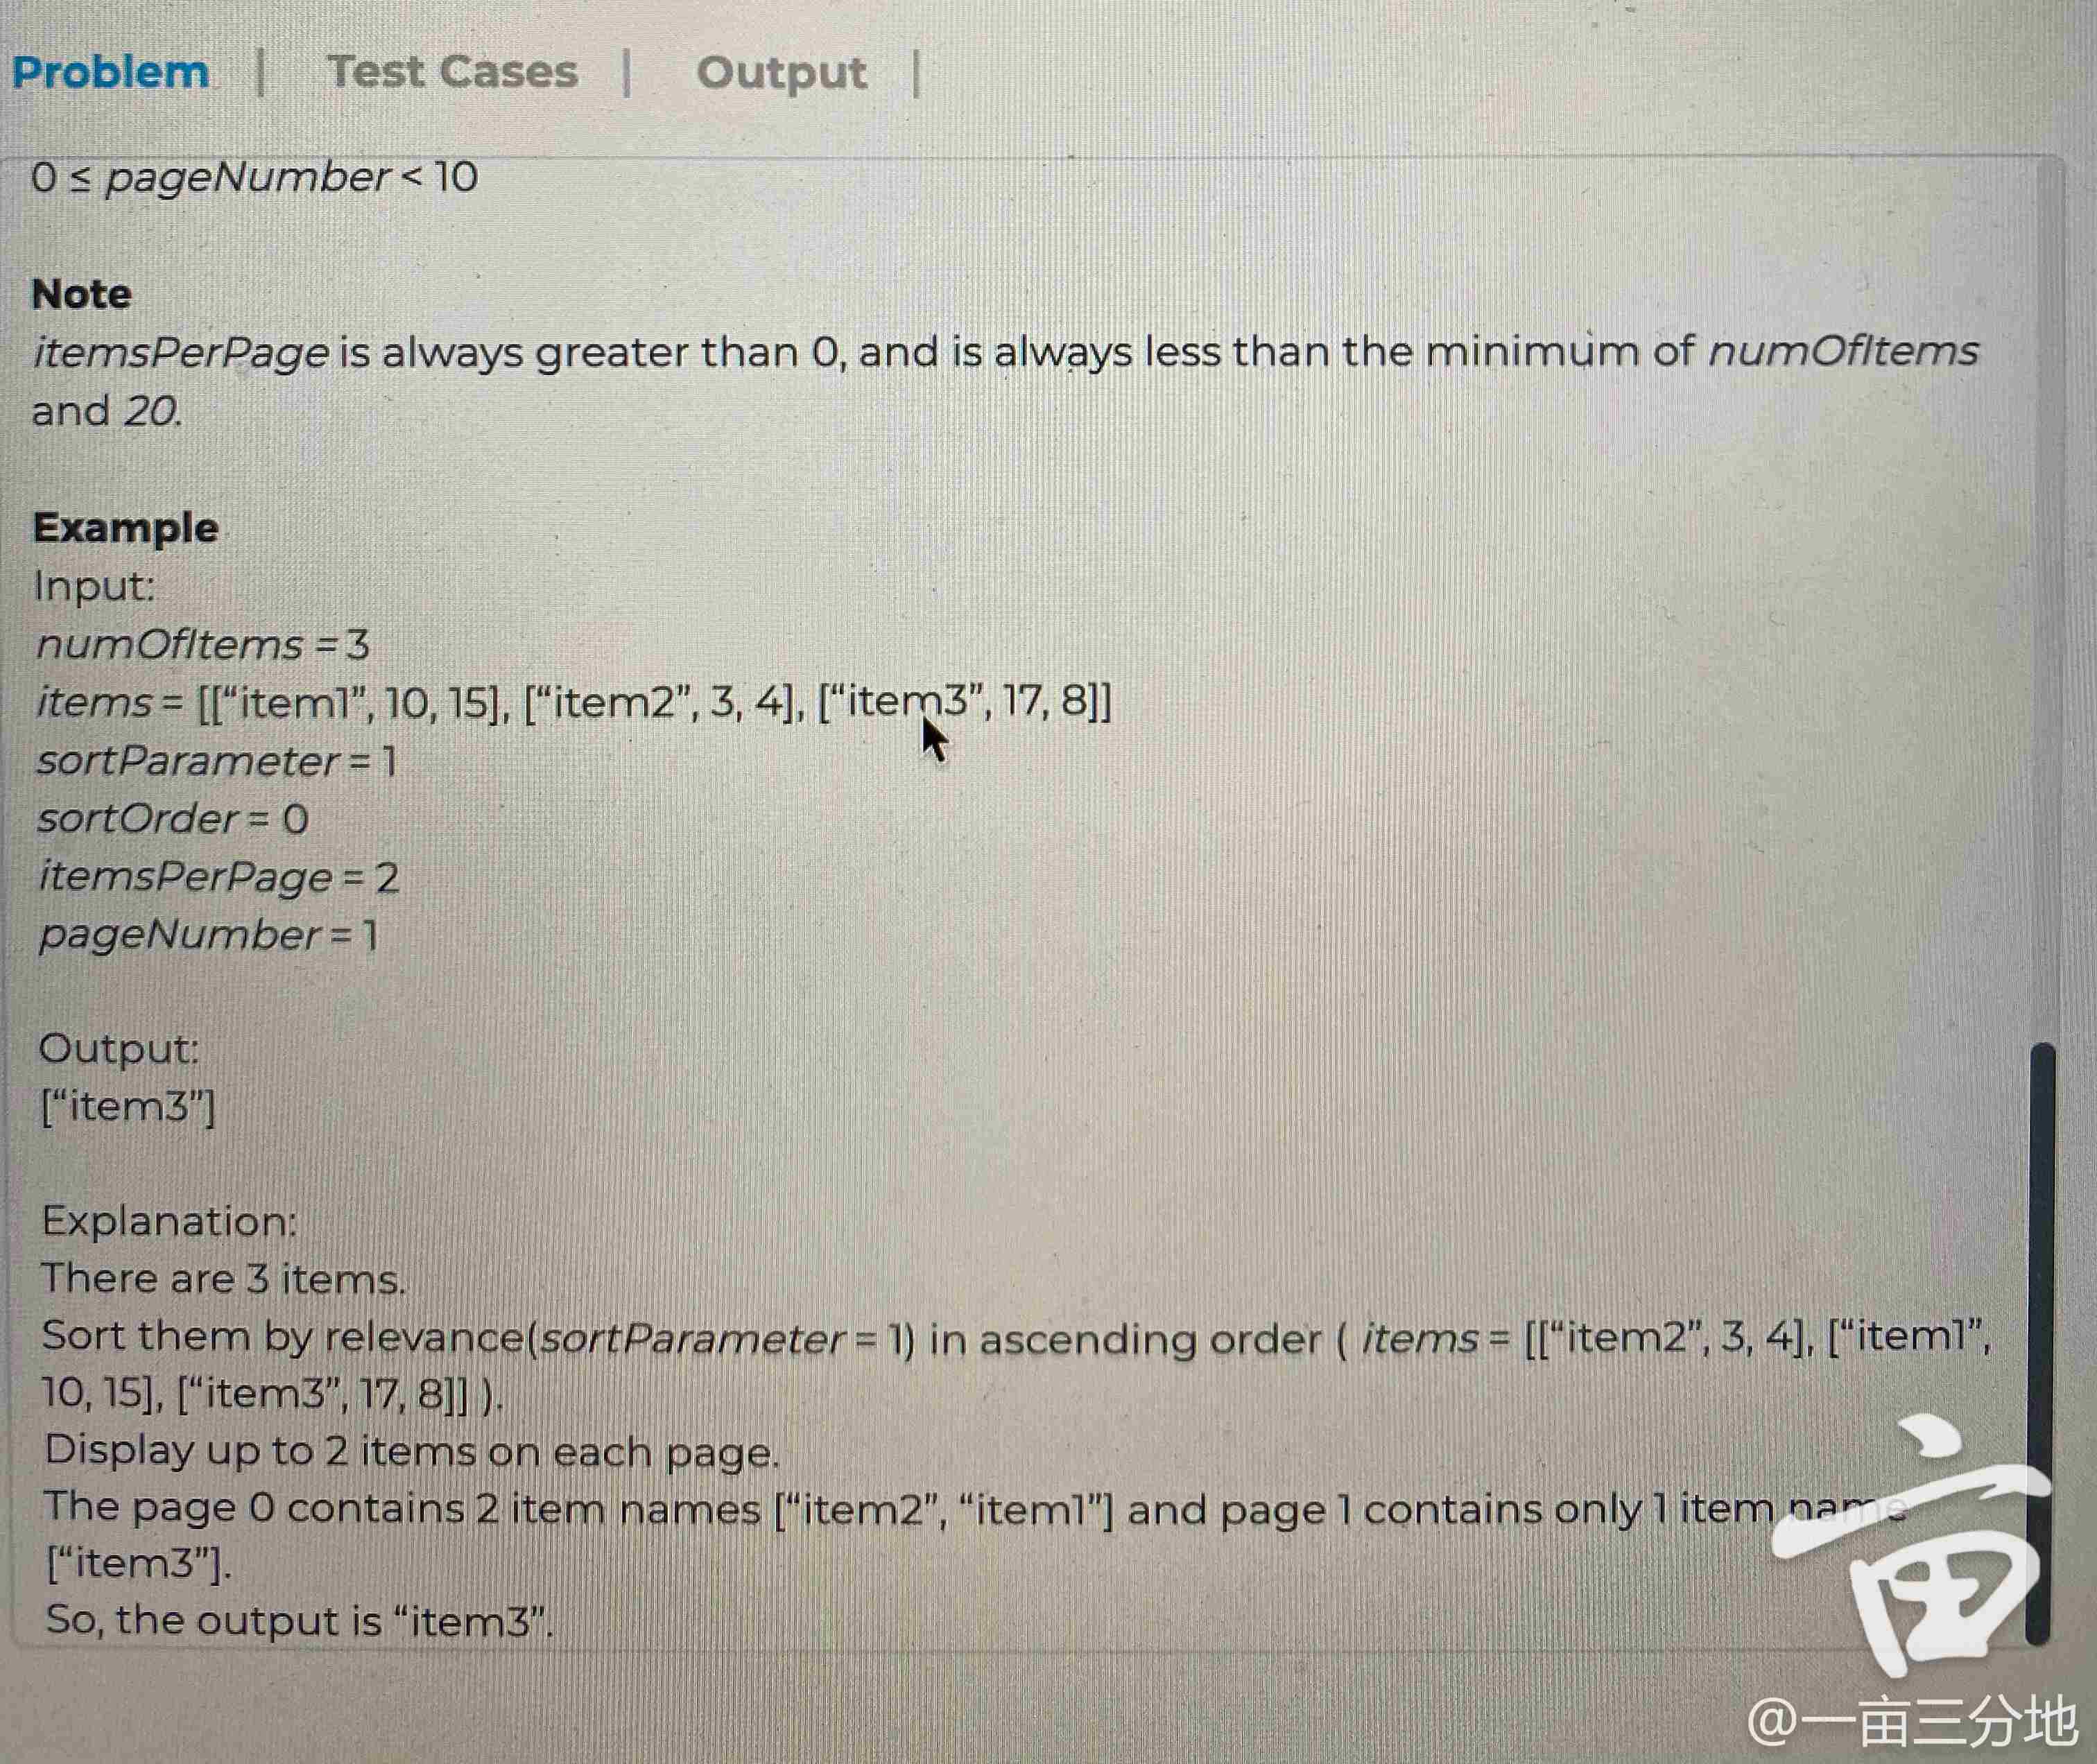 Problem | Test Cases | Output |
0 ≤ pageNumber < 10
Note
itemsPerPage is always greater than 0, and is always less than the minimum of numOfItems
and 20.
Example
Input:
numOfItems = 3
items = [[“item1”, 10, 15], [“item2”, 3, 4], [“item3”, 17, 8]]
sortParameter = 1
sortOrder = 0
itemsPerPage = 2
pageNumber = 1
Output:
[“item3”]
Explanation:
There are 3 items.
Sort them by relevance(sortParameter = 1) in ascending order ( items = [[“item2”, 3, 4], [“item1”,
10, 15], [“item3”, 17, 8]] ).
Display up to 2 items on each page.
The page 0 contains 2 item names [“item2”, “item1”] and page 1 contains only 1 item name
[“item3”].
So, the output is “item3”.
亩
@一亩三分地